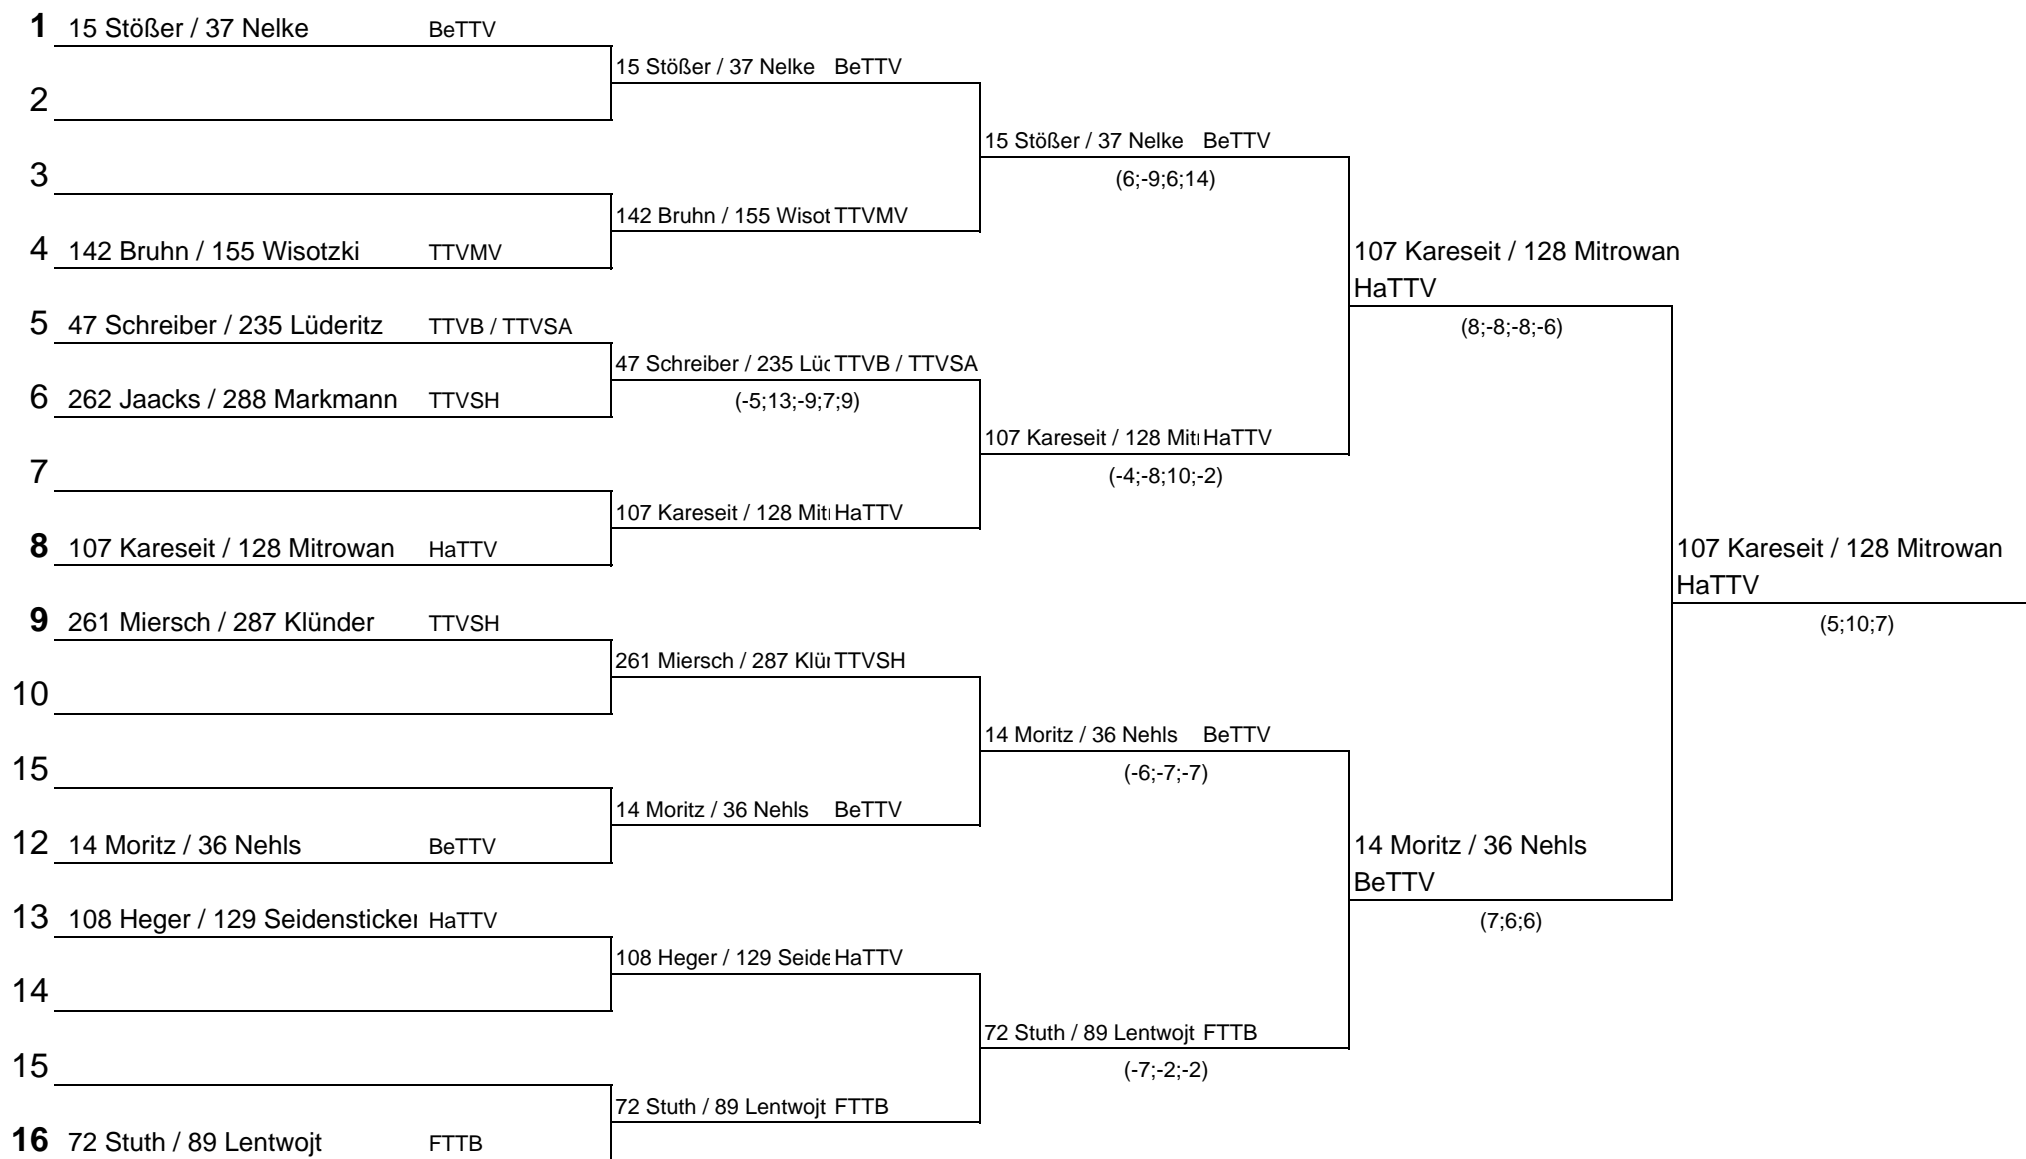 1 15 Stößer / 37 Nelke BeTTV
15 Stößer / 37 Nelke BeTTV
2
15 Stößer / 37 Nelke BeTTV
3
(6;-9;6;14)
142 Bruhn / 155 Wisot TTVMV
4 142 Bruhn / 155 Wisotzki TTVMV
107 Kareseit / 128 Mitrowan
HaTTV
5 47 Schreiber / 235 Lüderitz TTVB / TTVSA
(8;-8;-8;-6)
47 Schreiber / 235 Lüc TTVB / TTVSA
6 262 Jaacks / 288 Markmann TTVSH
(-5;13;-9;7;9)
107 Kareseit / 128 Mit HaTTV
7
(-4;-8;10;-2)
107 Kareseit / 128 Mit HaTTV
8 107 Kareseit / 128 Mitrowan HaTTV
107 Kareseit / 128 Mitrowan
HaTTV
9 261 Miersch / 287 Klünder TTVSH
(5;10;7)
261 Miersch / 287 Klür TTVSH
10
14 Moritz / 36 Nehls BeTTV
15
(-6;-7;-7)
14 Moritz / 36 Nehls BeTTV
12 14 Moritz / 36 Nehls BeTTV
14 Moritz / 36 Nehls
BeTTV
13 108 Heger / 129 Seidensticker HaTTV
(7;6;6)
108 Heger / 129 Seide HaTTV
14
72 Stuth / 89 Lentwojt FTTB
15
(-7;-2;-2)
72 Stuth / 89 Lentwojt FTTB
16 72 Stuth / 89 Lentwojt FTTB